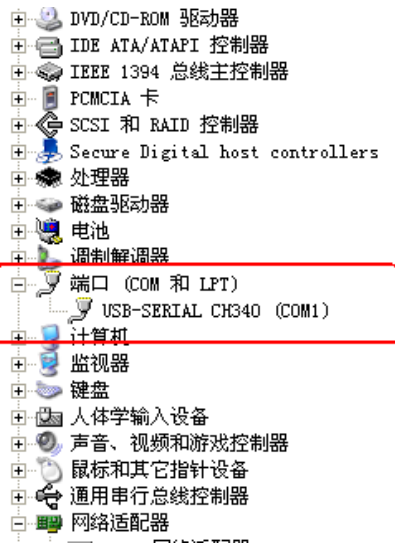 DVD/CD-ROM 驱动器
IDE ATA/ATAPI 控制器
IEEE 1394 总线主控制器
PCMCIA 卡
SCSI 和 RAID 控制器
Secure Digital host controllers
处理器
磁盘驱动器
电池
调制解调器
端口 (COM 和 LPT)
USB-SERIAL CH340 (COM1)
计算机
监视器
键盘
人体学输入设备
声音、视频和游戏控制器
鼠标和其它指针设备
通用串行总线控制器
网络适配器